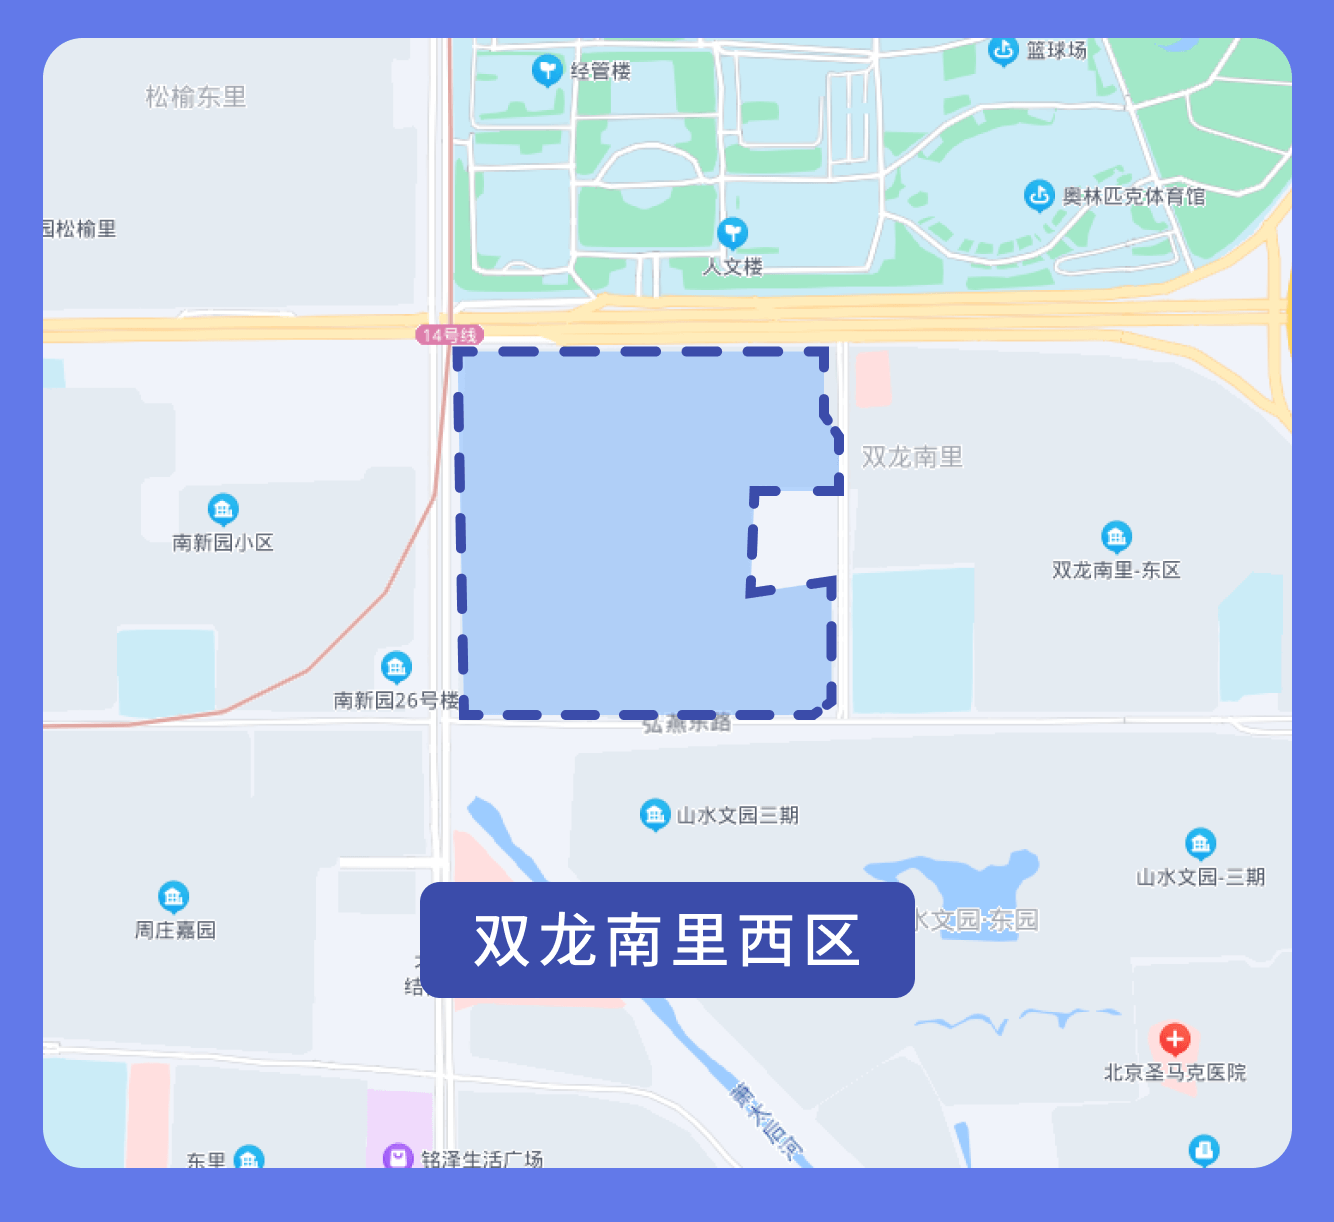 篮球场
经管楼
松榆东里
奥林匹克体育馆
园松榆里
人文楼
14号线
双龙南里
南新园小区
双龙南里-东区
南新园26号楼
弘燕东路
山水文园三期
山水文园-三期
水文园·东园
周庄嘉园
双龙南里西区
结
北京圣马克医院
萧太后河
东里
铭泽生活广场